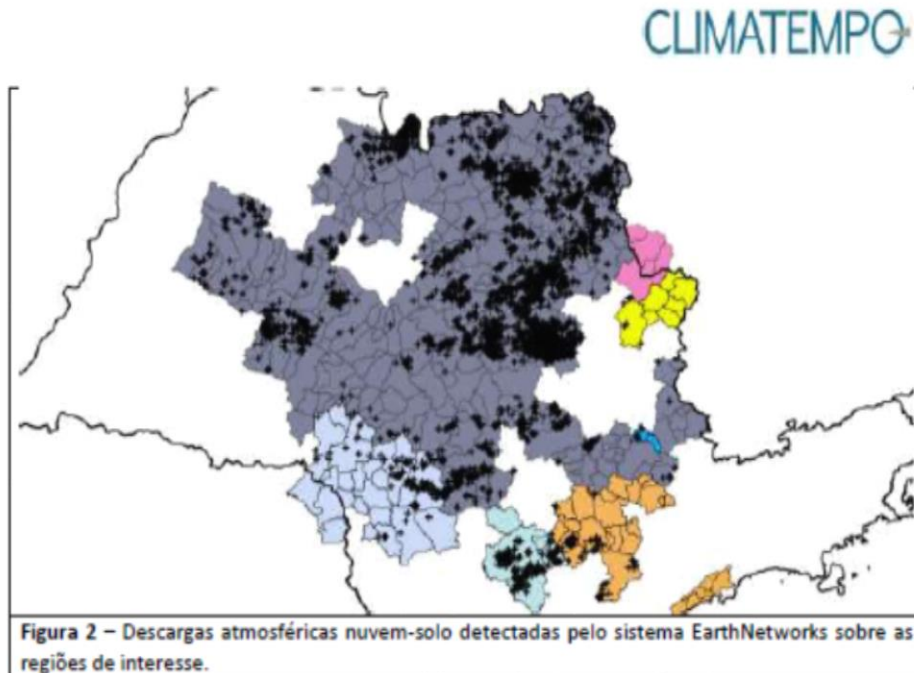 CLIMATEMPO
Figura 2 – Descargas atmosféricas nuvem-solo detectadas pelo sistema EarthNetworks sobre as
regiões de interesse.